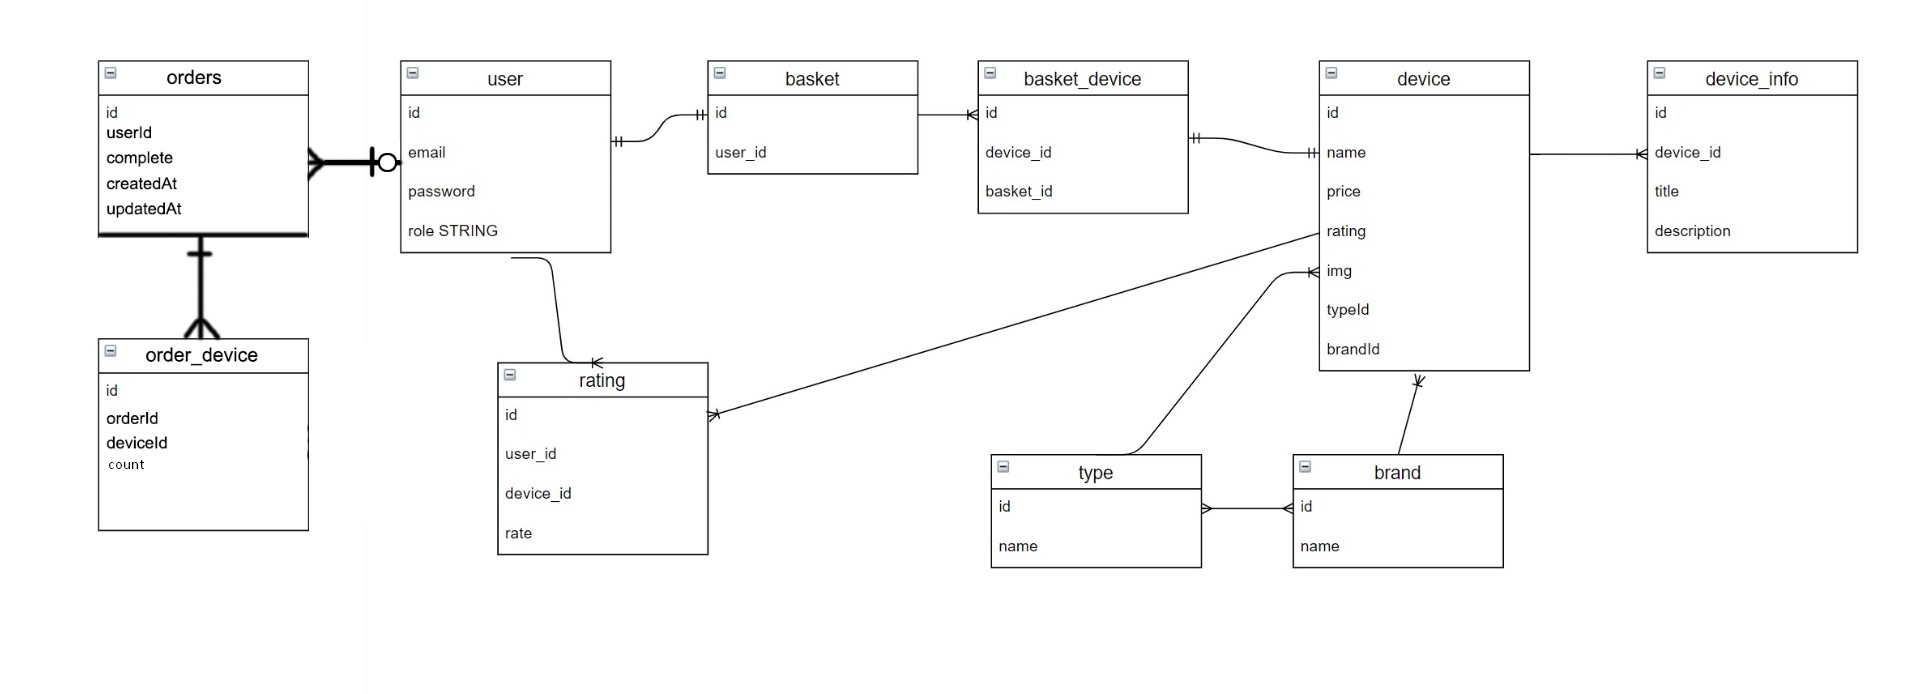 orders
id
userId
complete
createdAt
updatedAt
user
id
email
password
role STRING
basket
id
user_id
basket_device
id
device_id
basket_id
device
id
name
price
rating
img
typeId
brandId
device_info
id
device_id
title
description
order_device
id
orderId
deviceId
count
rating
id
user_id
device_id
rate
type
id
name
brand
id
name